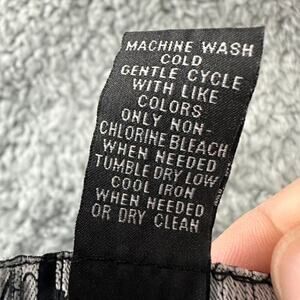 MACHINE WASH
COLD
GENTLE CYCLE
WITH LIKE
COLORS
ONLY NON-
CHLORINE BLEACH
WHEN NEEDED
TUMBLE DRY LOW
COOL IRON
WHEN NEEDED
OR DRY CLEAN